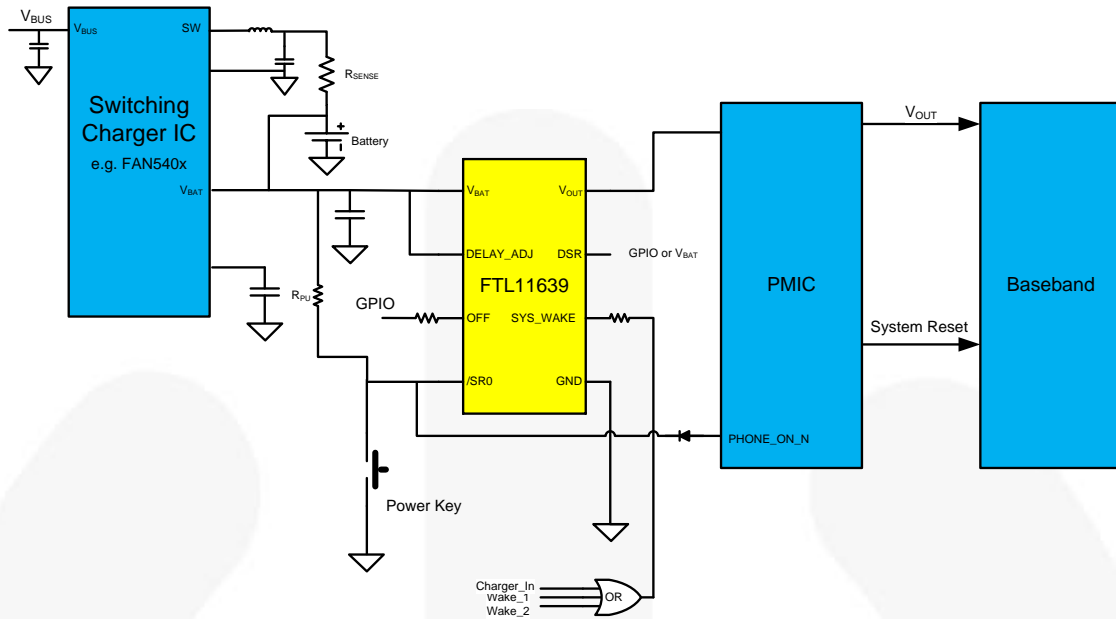 VBUS
VBUS
SW
Switching
Charger IC
e.g. FAN540x
VBAT
RSENSE
+
-
Battery
RPU
GPIO
Power Key
VBAT
VOUT
DELAY_ADJ
DSR
FTL11639
OFF
SYS_WAKE
/SR0
GND
GPIO or VBAT
PMIC
PHONE_ON_N
VOUT
System Reset
Baseband
Charger_In
Wake_1
Wake_2
OR